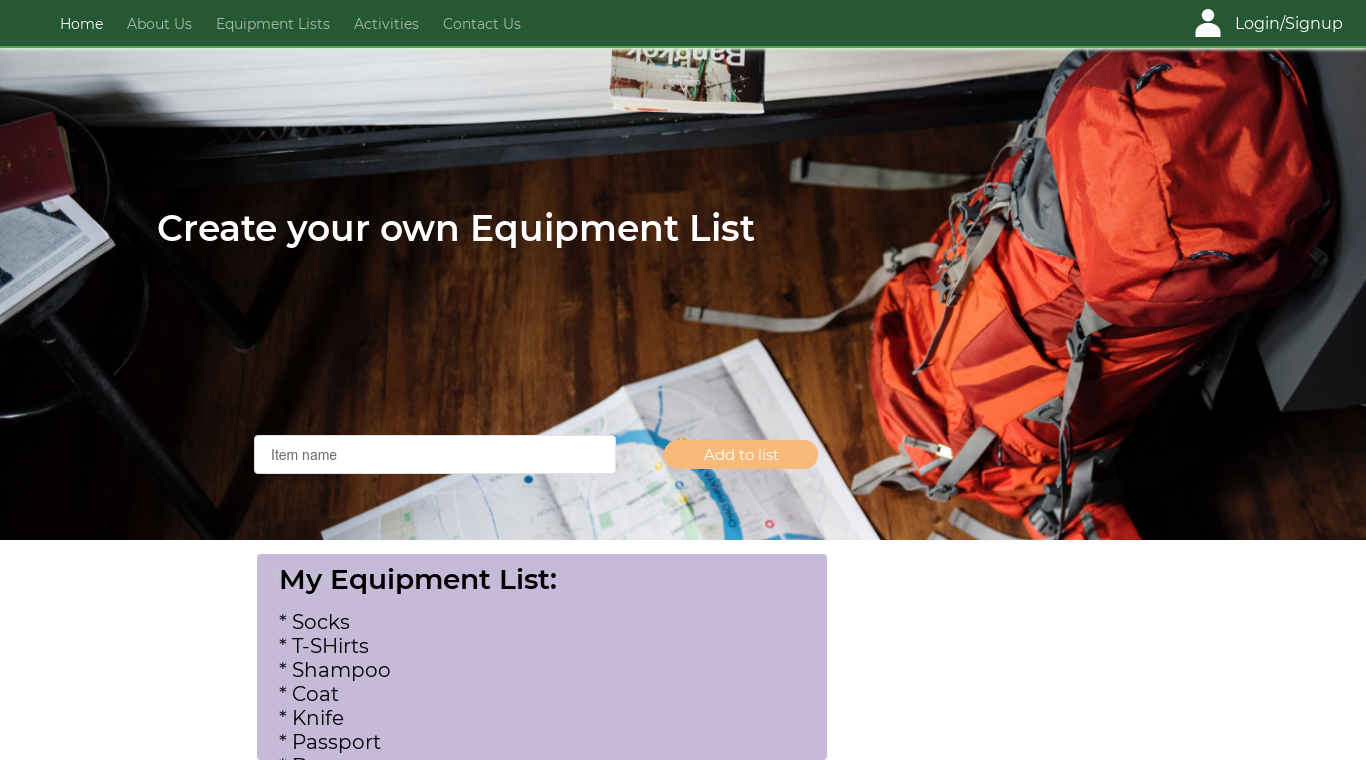 Home About Us Equipment Lists Activities Contact Us Login/Signup
Bangkok
Create your own Equipment List
Item name Add to list
My Equipment List:
* Socks
* T-SHirts
* Shampoo
* Coat
* Knife
* Passport